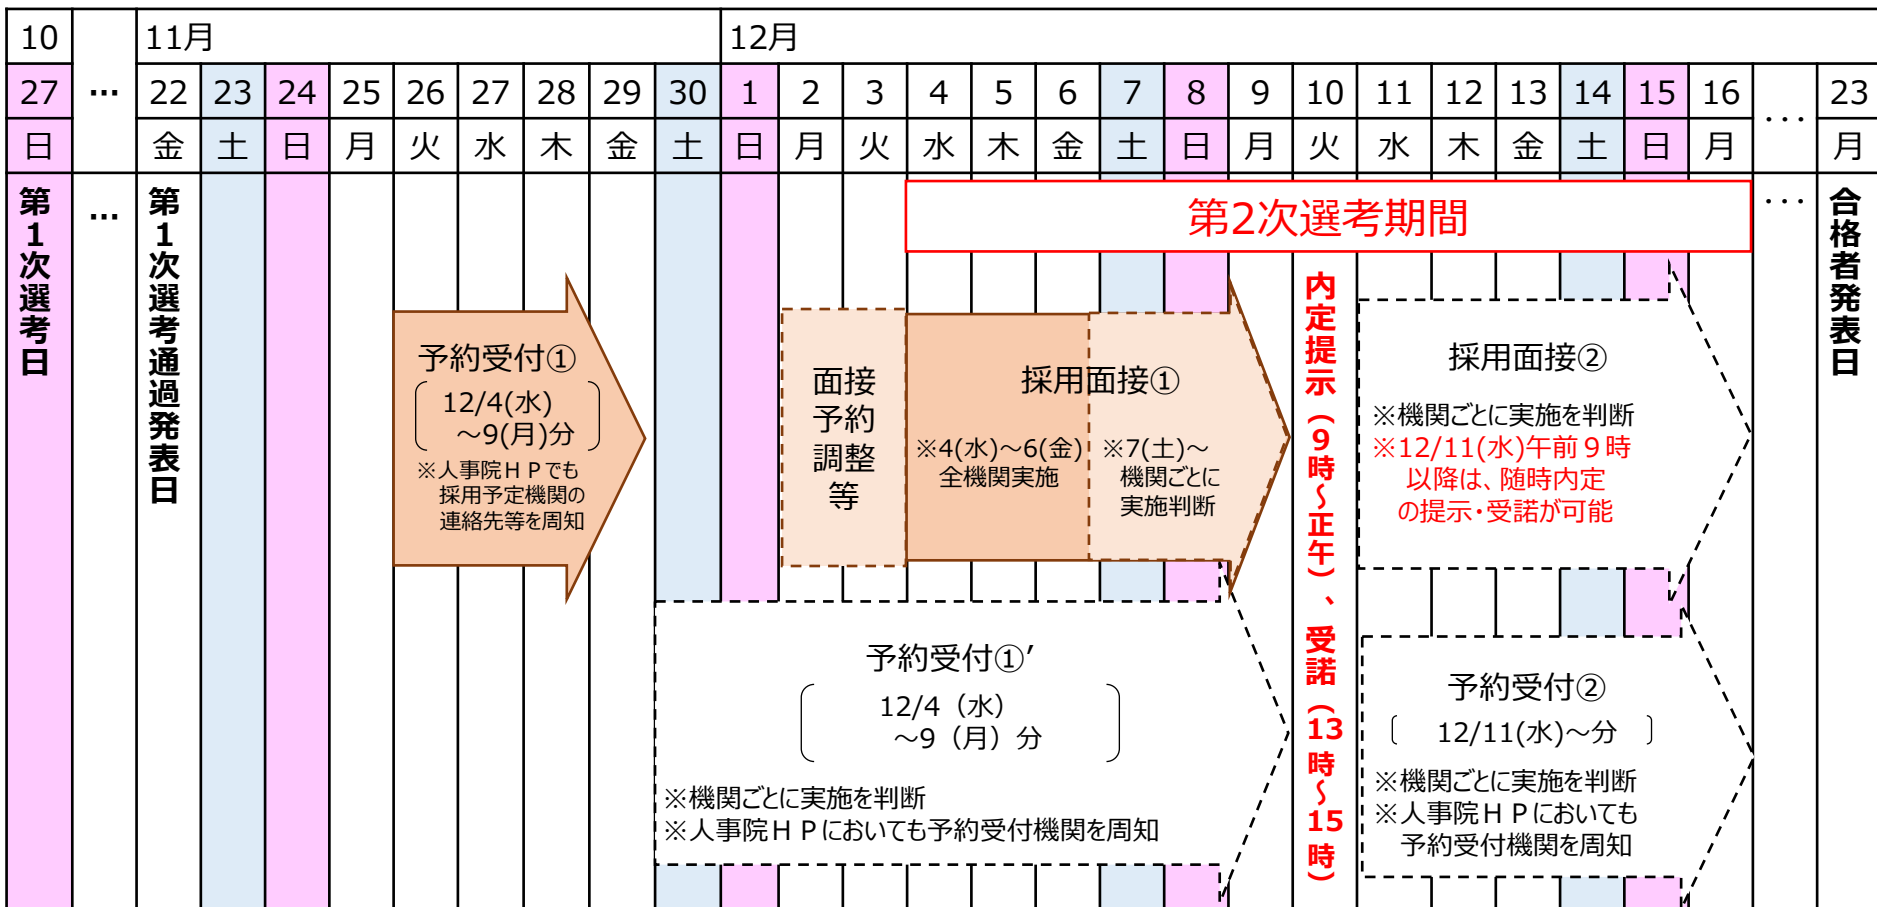 10 11月 12月
27 … 22 23 24 25 26 27 28 29 30 1 2 3 4 5 6 7 8 9 10 11 12 13 14 15 16 … 23
日 金 土 日 月 火 水 木 金 土 日 月 火 水 木 金 土 日 月 火 水 木 金 土 日 月 月
第1次選考日
…
第1次選考通過発表日
第2次選考期間
…
合格者発表日
予約受付①
12/4(水)
～9(月)分
※人事院ＨＰでも
採用予定機関の
連絡先等を周知
面接
予約
調整
等
採用面接①
※4(水)～6(金)
全機関実施
※7(土)～
機関ごとに
実施判断
内定提示（9時～正午）、受諾（13時～15時）
採用面接②
※機関ごとに実施を判断
※12/11(水)午前９時
以降は、随時内定
の提示・受諾が可能
予約受付①′
12/4（水）
～9（月）分
※機関ごとに実施を判断
※人事院ＨＰにおいても予約受付機関を周知
予約受付②
〔 12/11(水)～分 〕
※機関ごとに実施を判断
※人事院ＨＰにおいても
予約受付機関を周知